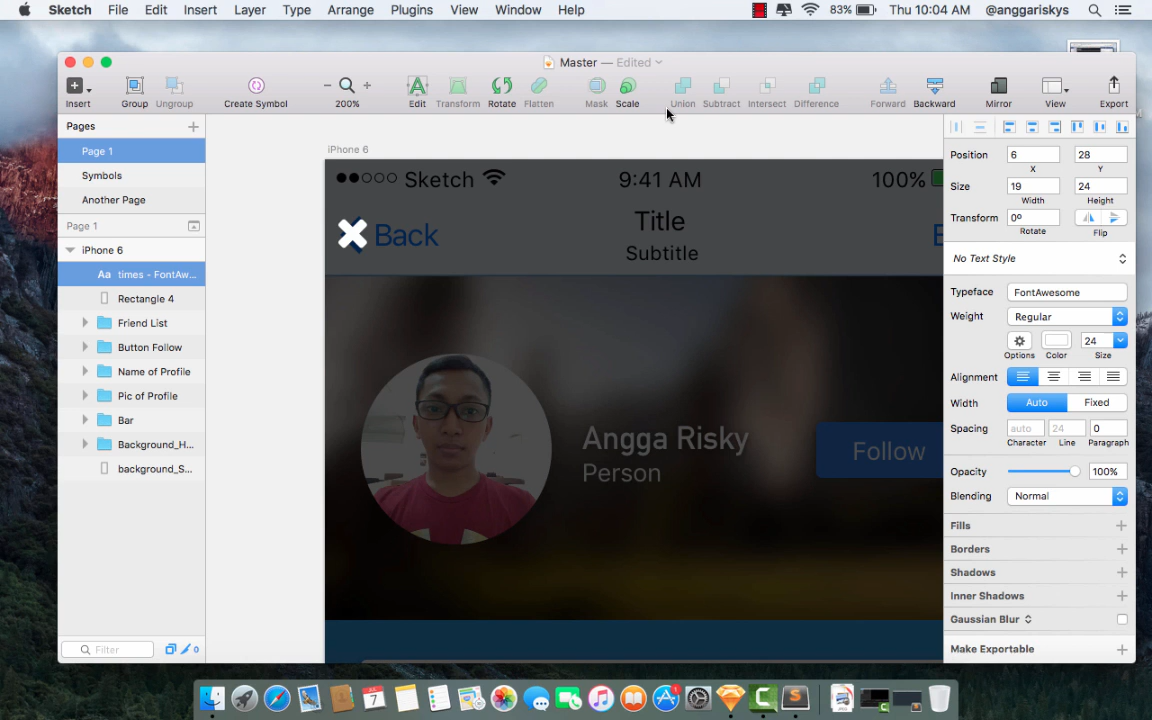 Sketch File Edit Insert Layer Type Arrange Plugins View Window Help 83% Thu 10:04 AM @anggariskys
Master — Edited
Insert Group Ungroup Create Symbol 200% Edit Transform Rotate Flatten Mask Scale Union Subtract Intersect Difference Forward Backward Mirror View Export
Pages
Page 1
Symbols
Another Page
Page 1
iPhone 6
Aa times - FontAw...
Rectangle 4
Friend List
Button Follow
Name of Profile
Pic of Profile
Bar
Background_H...
background_S...
Filter
0
iPhone 6
Sketch 9:41 AM 100%
Back Title
Subtitle
Angga Risky
Person
Follow
Position 6 28
X Y
Size 19 24
Width Height
Transform 0º
Rotate Flip
No Text Style
Typeface FontAwesome
Weight Regular
24
Options Color Size
Alignment
Width Auto Fixed
Spacing auto 24 0
Character Line Paragraph
Opacity 100%
Blending Normal
Fills
Borders
Shadows
Inner Shadows
Gaussian Blur
Make Exportable
7
1